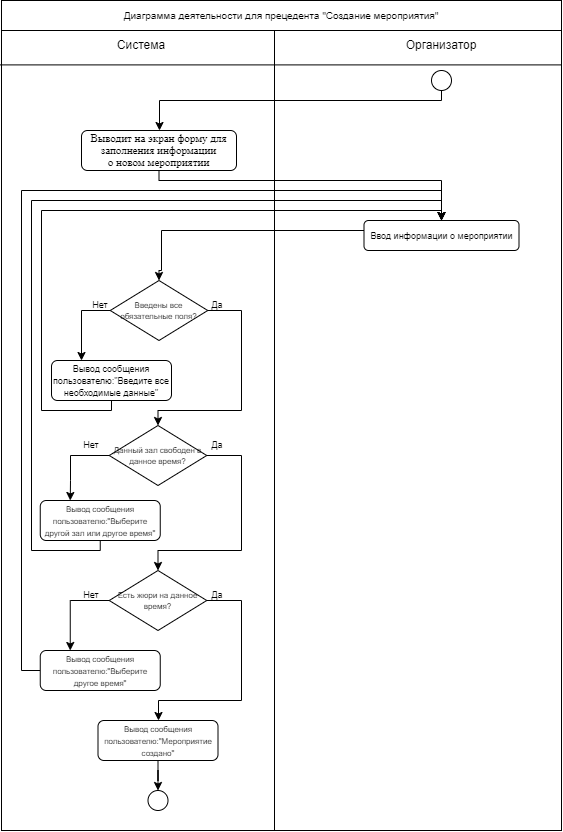 Диаграмма деятельности для прецедента "Создание мероприятия"
Система
Организатор
Выводит на экран форму для
заполнения информации
о новом мероприятии
Ввод информации о мероприятии
Нет
Введены все
обязательные поля?
Да
Вывод сообщения
пользователю:"Введите все
необходимые данные"
Нет
Данный зал свободен в
данное время?
Да
Вывод сообщения
пользователю:"Выберите
другой зал или другое время"
Нет
Есть жюри на данное
время?
Да
Вывод сообщения
пользователю:"Выберите
другое время"
Вывод сообщения
пользователю:"Мероприятие
создано"